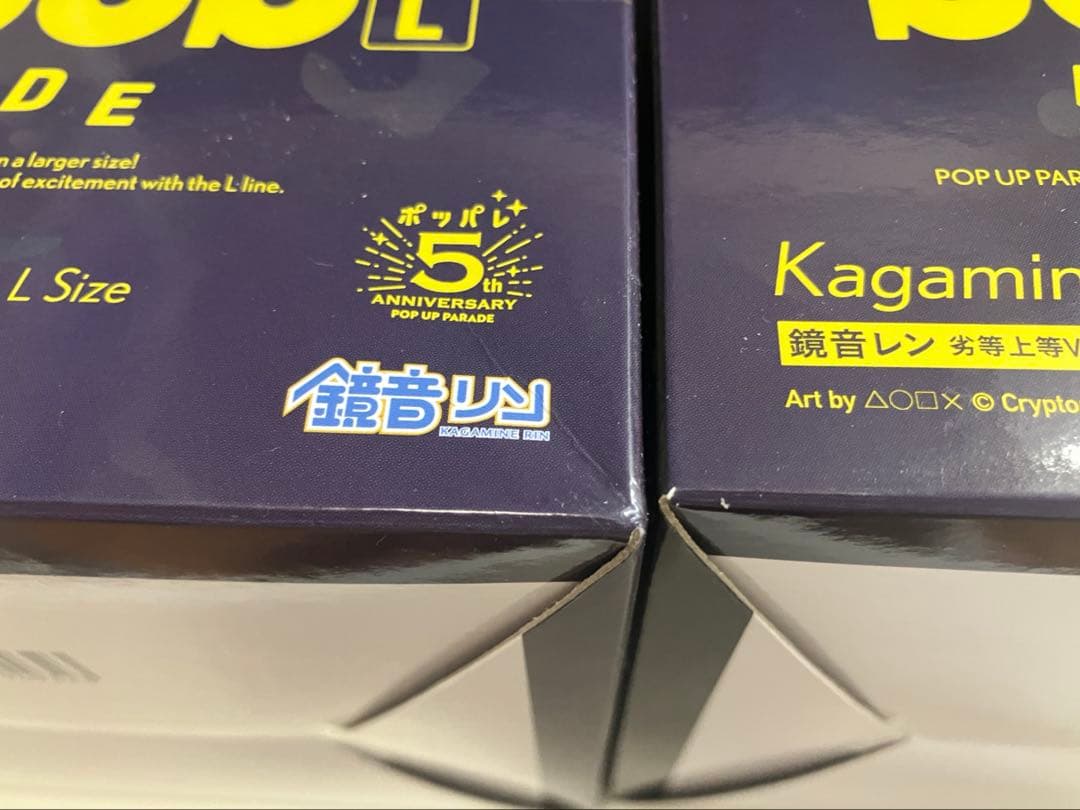 L
DE
n a larger size!
of excitement with the L line.
L Size
ポッパレ
5th
ANNIVERSARY
POP UP PARADE
鏡音リン
KAGAMINE RIN
POP UP PAR
Kagamin
鏡音レン 劣等上等V
Art by △○□× © Crypto